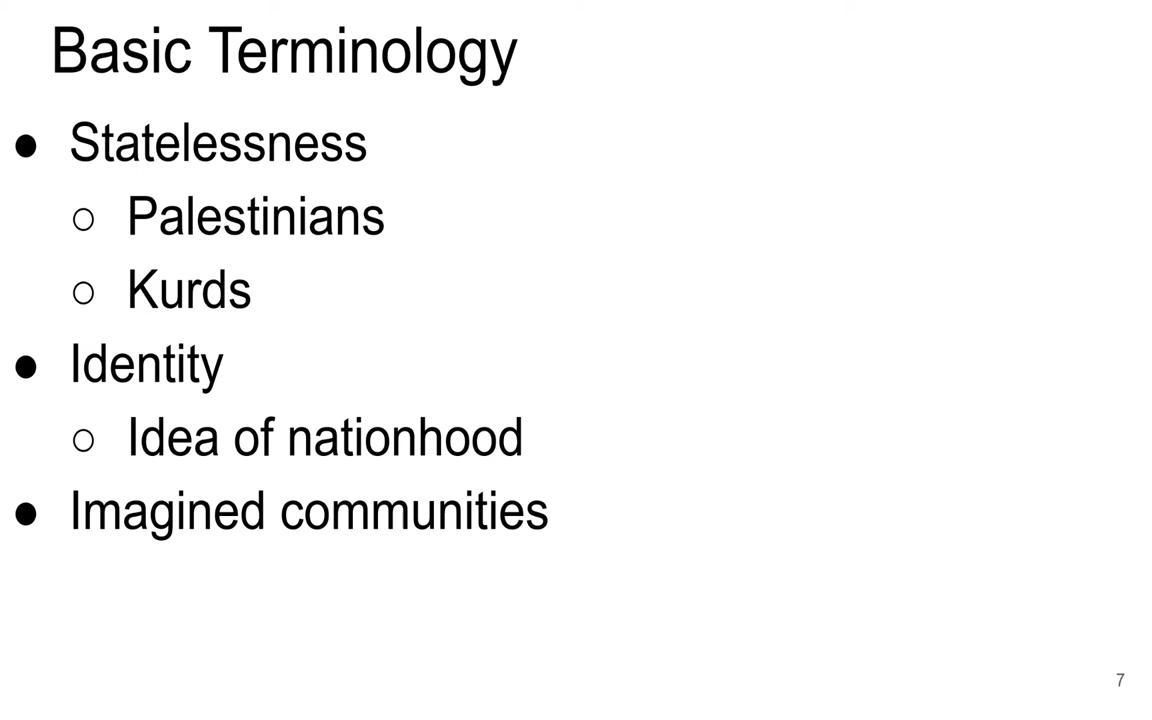 Basic Terminology
● Statelessness
○ Palestinians
○ Kurds
● Identity
○ Idea of nationhood
● Imagined communities
7